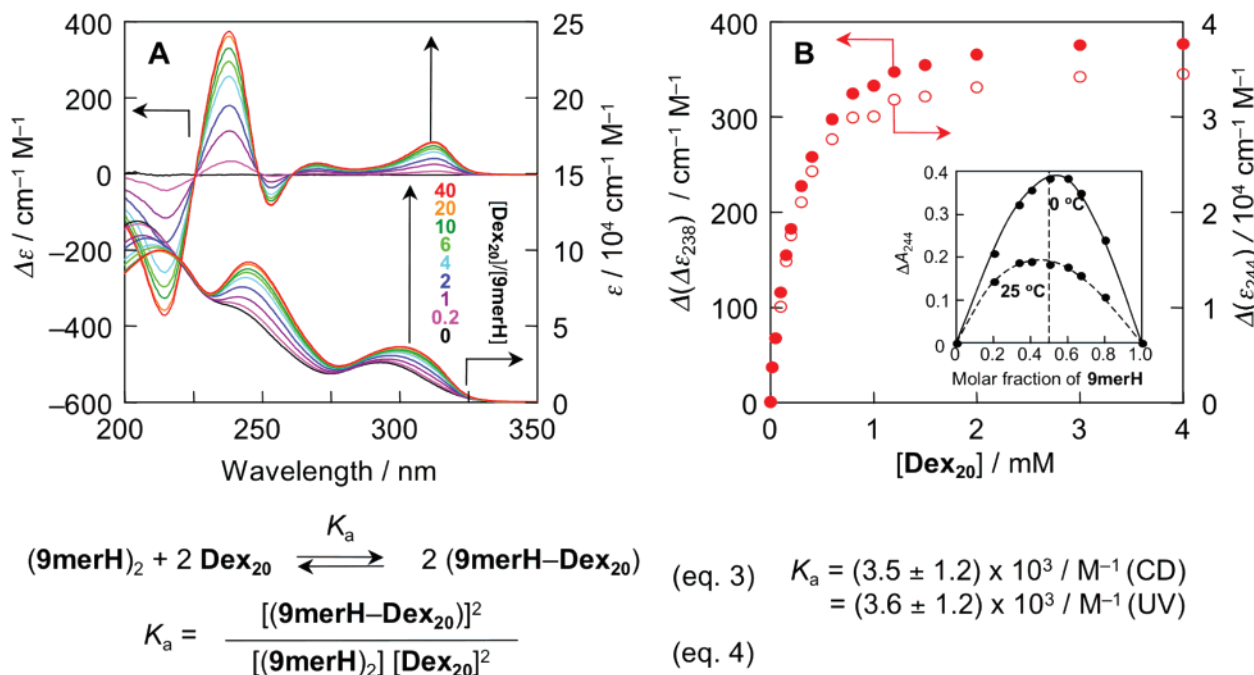 A
400
200
0
−200
−400
−600
Δε / cm⁻¹ M⁻¹
25
20
15
10
5
0
ε / 10⁴ cm⁻¹ M⁻¹
40
20
10
6
4
2
1
0.2
0
[Dex₂₀]/[9merH]
200 250 300 350
Wavelength / nm
B
400
300
200
100
0
Δ(Δε₂₃₈) / cm⁻¹ M⁻¹
4
3
2
1
0
Δ(ε₂₄₄) / 10⁴ cm⁻¹ M⁻¹
0 1 2 3 4
[Dex₂₀] / mM
0.4
0.3
0.2
0.1
0
ΔA₂₄₄
0 ºC
25 ºC
0 0.2 0.4 0.6 0.8 1.0
Molar fraction of 9merH
Kₐ
(9merH)₂ + 2 Dex₂₀ ⇌ 2 (9merH–Dex₂₀) (eq. 3)
Kₐ = [(9merH–Dex₂₀)]² / [(9merH)₂] [Dex₂₀]² (eq. 4)
Kₐ = (3.5 ± 1.2) x 10³ / M⁻¹ (CD)
= (3.6 ± 1.2) x 10³ / M⁻¹ (UV)